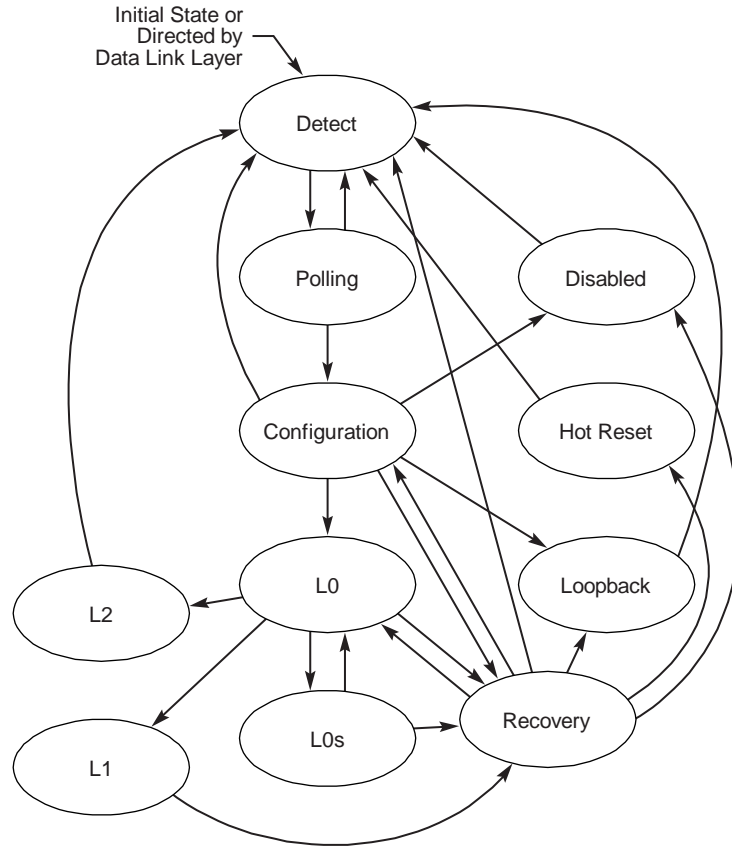 Initial State or
Directed by
Data Link Layer
Detect
Polling
Disabled
Configuration
Hot Reset
L0
Loopback
L2
Recovery
L0s
L1